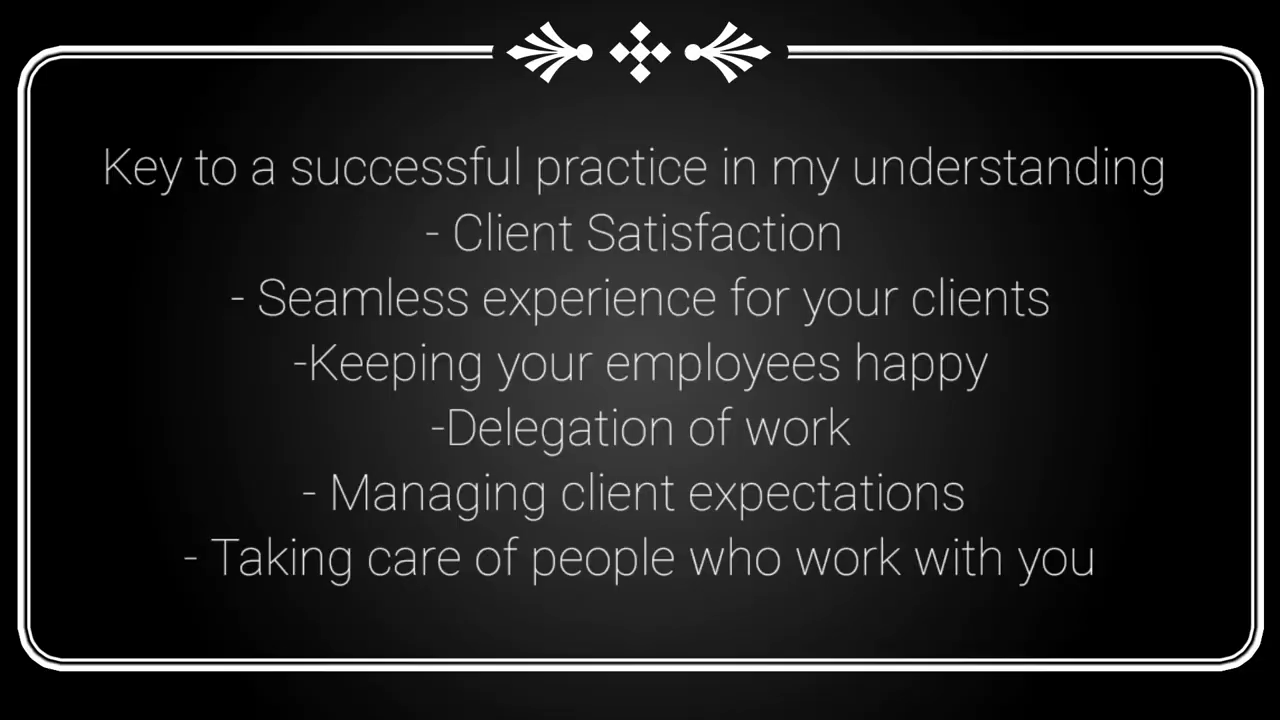 Key to a successful practice in my understanding
- Client Satisfaction
- Seamless experience for your clients
-Keeping your employees happy
-Delegation of work
- Managing client expectations
- Taking care of people who work with you